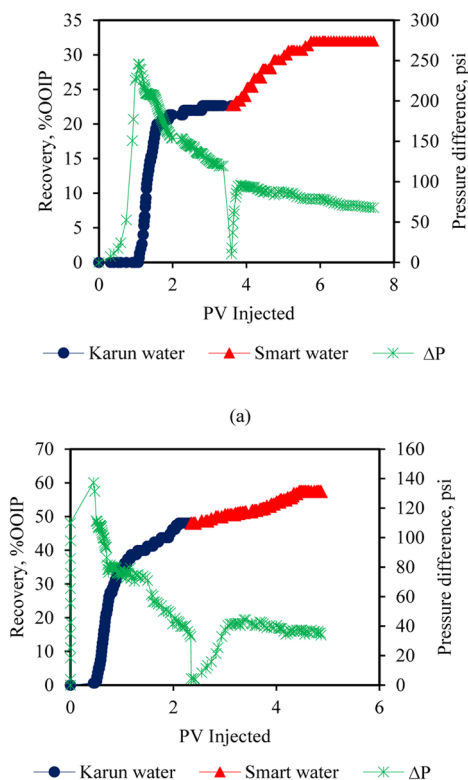 35
30
25
20
15
10
5
0
Recovery, %OOIP
300
250
200
150
100
50
0
Pressure difference, psi
0 2 4 6 8
PV Injected
Karun water Smart water ΔP
(a)
70
60
50
40
30
20
10
0
Recovery, %OOIP
160
140
120
100
80
60
40
20
0
Pressure difference, psi
0 2 4 6
PV Injected
Karun water Smart water ΔP